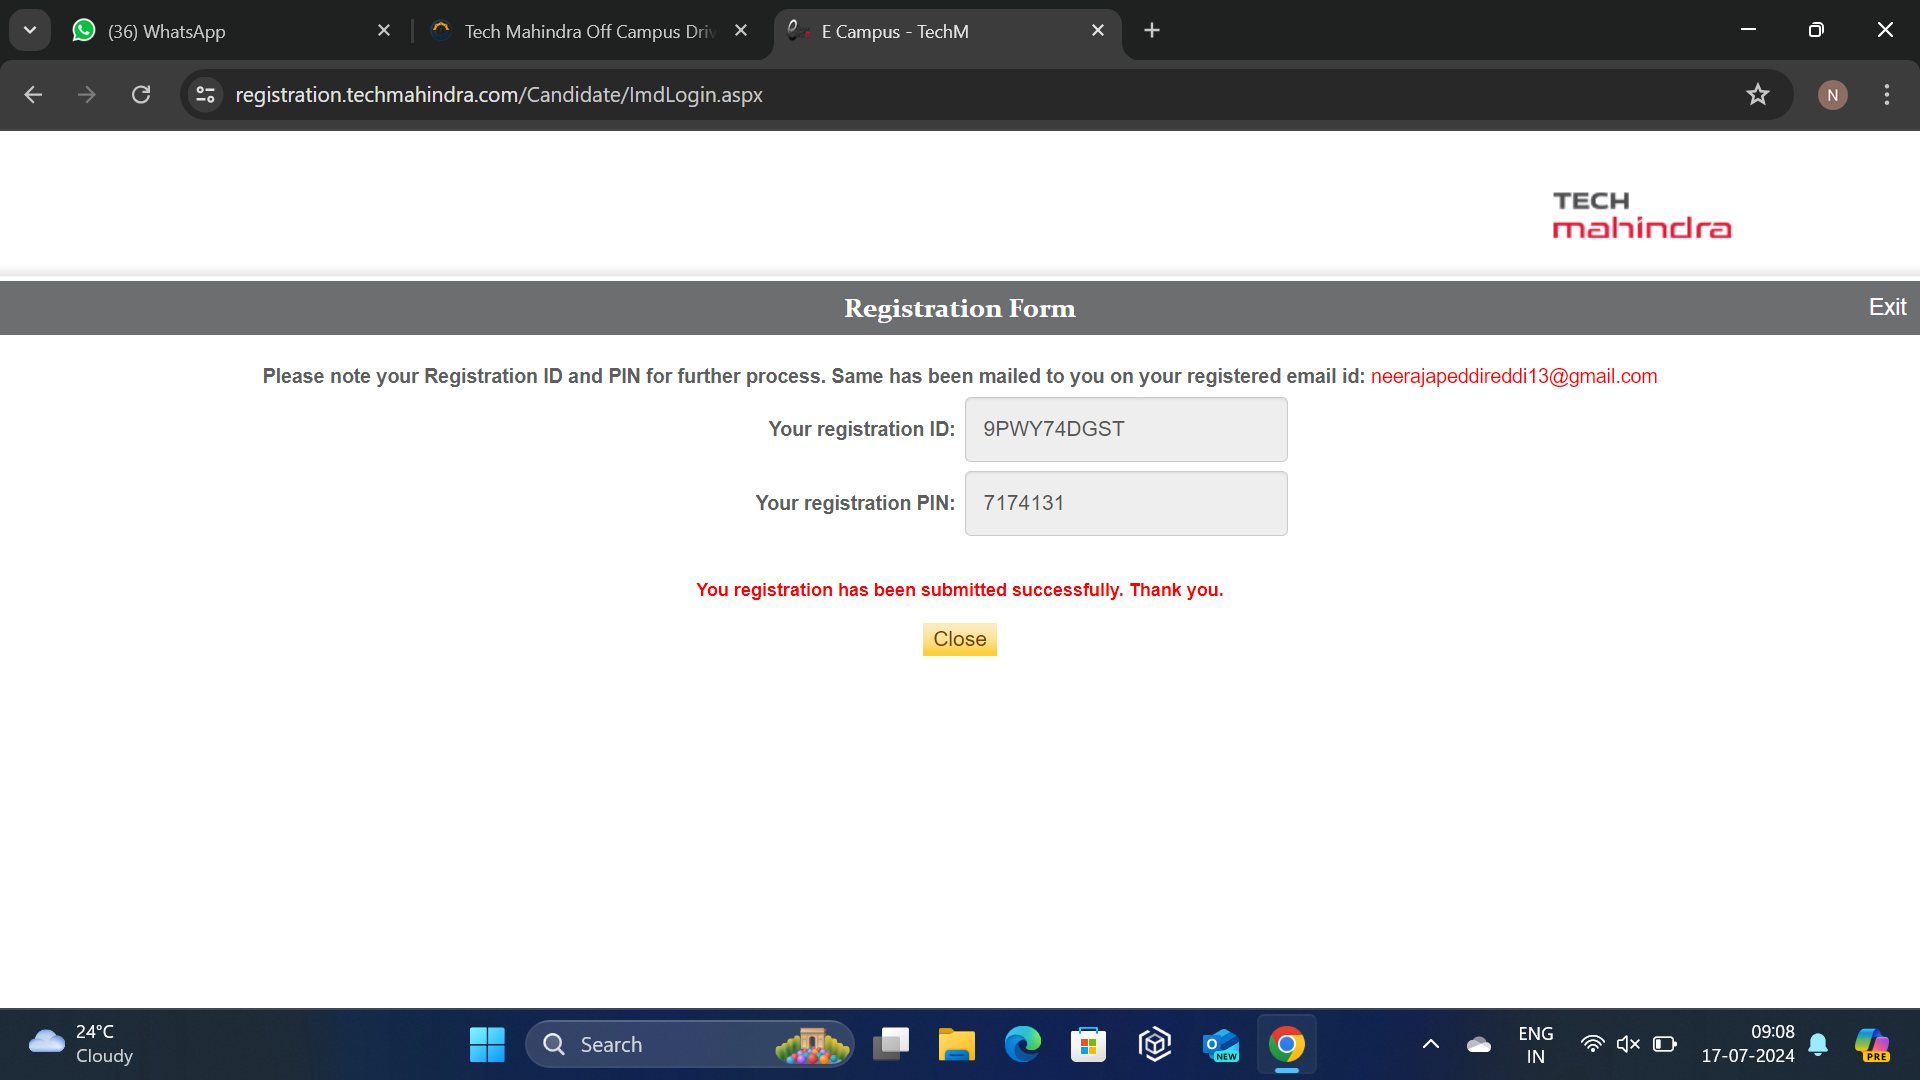 (36) WhatsApp
Tech Mahindra Off Campus Driv
E Campus - TechM
registration.techmahindra.com/Candidate/ImdLogin.aspx
N
TECH
mahindra
Registration Form
Exit
Please note your Registration ID and PIN for further process. Same has been mailed to you on your registered email id: neerajapeddireddi13@gmail.com
Your registration ID: 9PWY74DGST
Your registration PIN: 7174131
You registration has been submitted successfully. Thank you.
Close
24°C
Cloudy
Search
NEW
ENG
IN
09:08
17-07-2024
PRE